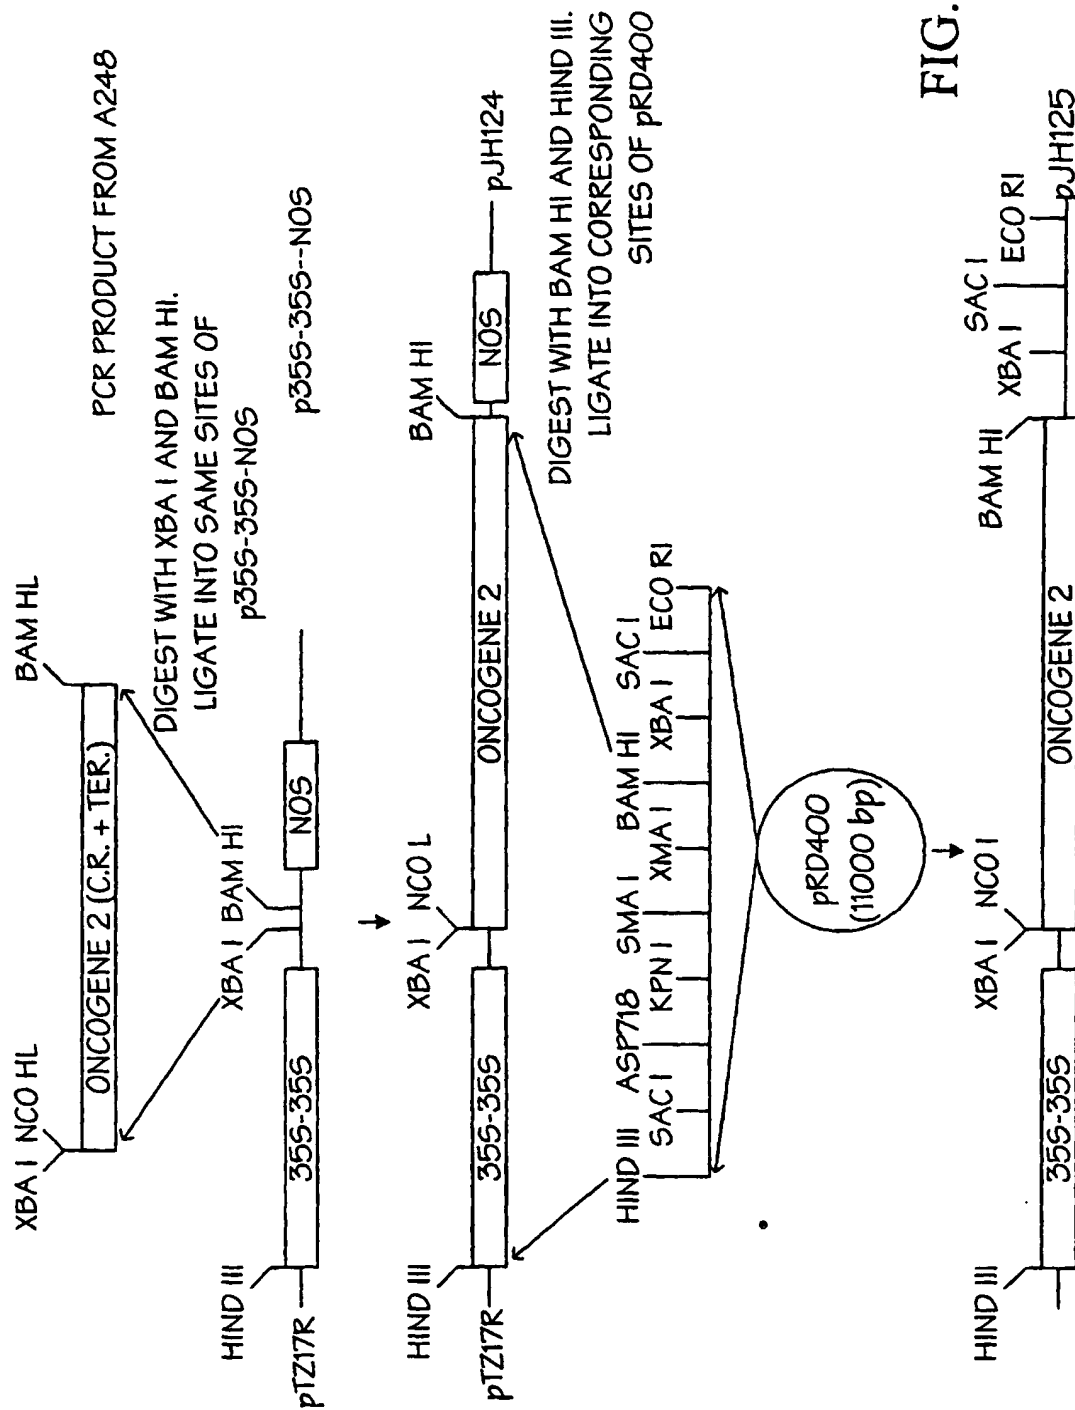 XBA I NCO HL
BAM HL
PCR PRODUCT FROM A248
ONCOGENE 2 (C.R. + TER.)
DIGEST WITH XBA I AND BAM HI.
LIGATE INTO SAME SITES OF
p35S-35S-NOS
HIND III
XBA I BAM HI
p35S-35S--NOS
pTZ17R
35S-35S
NOS
HIND III
XBA I NCO L
BAM HI
pTZ17R
35S-35S
ONCOGENE 2
NOS
pJH124
DIGEST WITH BAM HI AND HIND III.
LIGATE INTO CORRESPONDING
SITES OF pRD400
HIND III ASP718 SMA I BAM HI SAC I
SAC I KPN I XMA I XBA I ECO RI
pRD400
(11000 bp)
FIG.
HIND III
XBA I NCO I
BAM HI
SAC I
XBA I ECO RI
35S-35S
ONCOGENE 2
pJH125